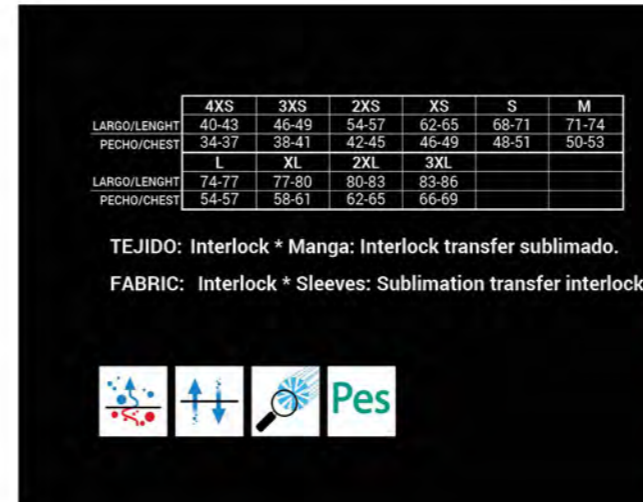 4XS 3XS 2XS XS S M
LARGO/LENGHT 40-43 46-49 54-57 62-65 68-71 71-74
PECHO/CHEST 34-37 38-41 42-45 46-49 48-51 50-53
L XL 2XL 3XL
LARGO/LENGHT 74-77 77-80 80-83 83-86
PECHO/CHEST 54-57 58-61 62-65 66-69
TEJIDO: Interlock * Manga: Interlock transfer sublimado.
FABRIC: Interlock * Sleeves: Sublimation transfer interlock
Pes